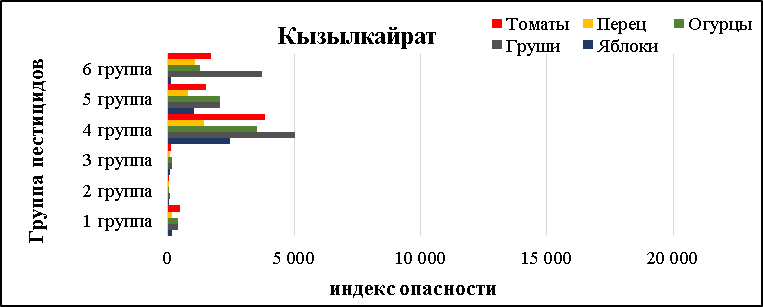 Кызылкайрат
Томаты Перец Огурцы
Груши Яблоки
Группа пестицидов
6 группа
5 группа
4 группа
3 группа
2 группа
1 группа
0 5 000 10 000 15 000 20 000
индекс опасности